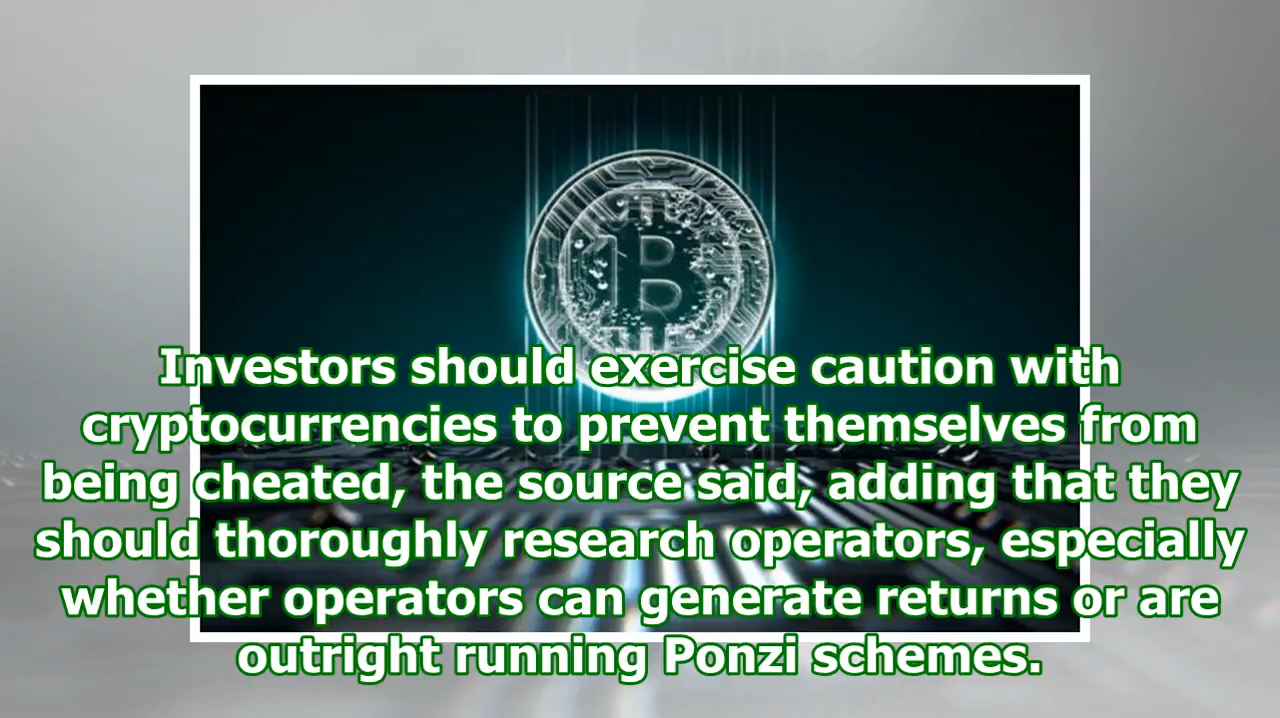 Investors should exercise caution with
cryptocurrencies to prevent themselves from
being cheated, the source said, adding that they
should thoroughly research operators, especially
whether operators can generate returns or are
outright running Ponzi schemes.